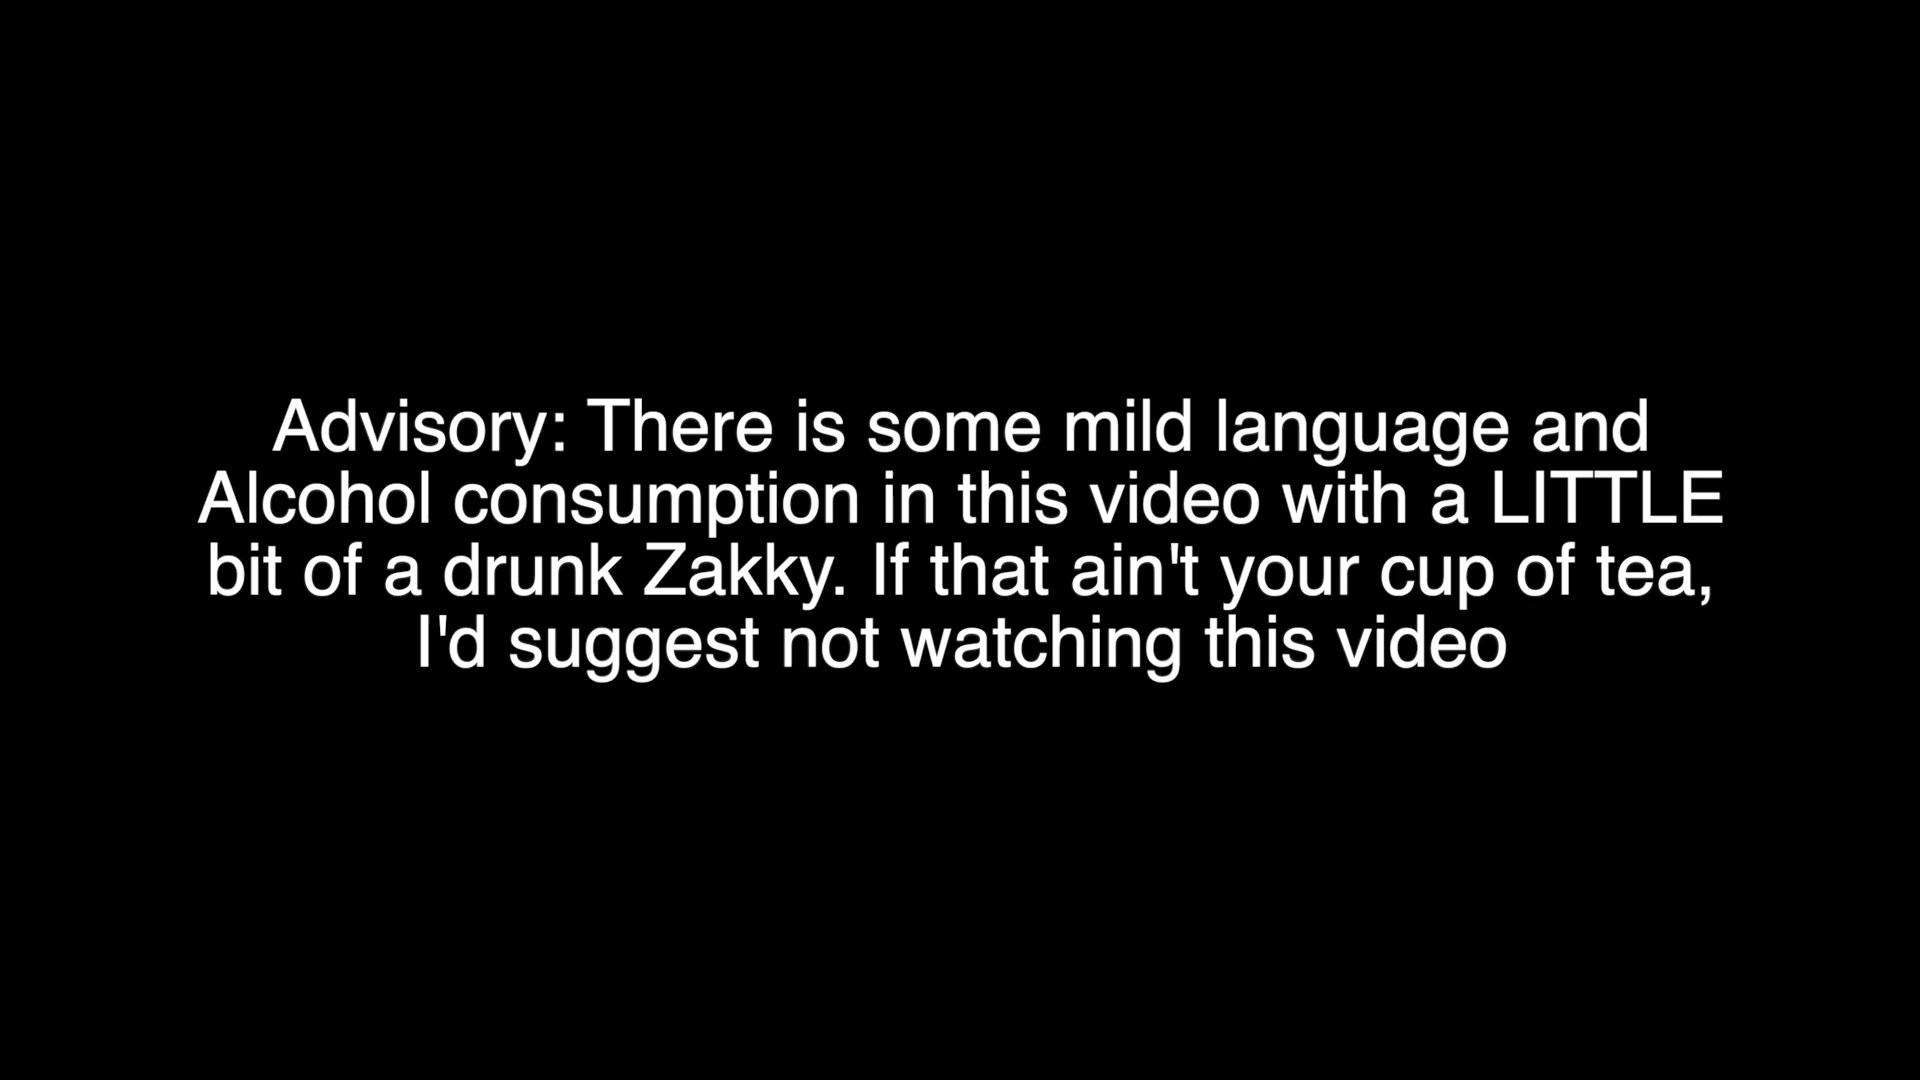 Advisory: There is some mild language and
Alcohol consumption in this video with a LITTLE
bit of a drunk Zakky. If that ain't your cup of tea,
I'd suggest not watching this video